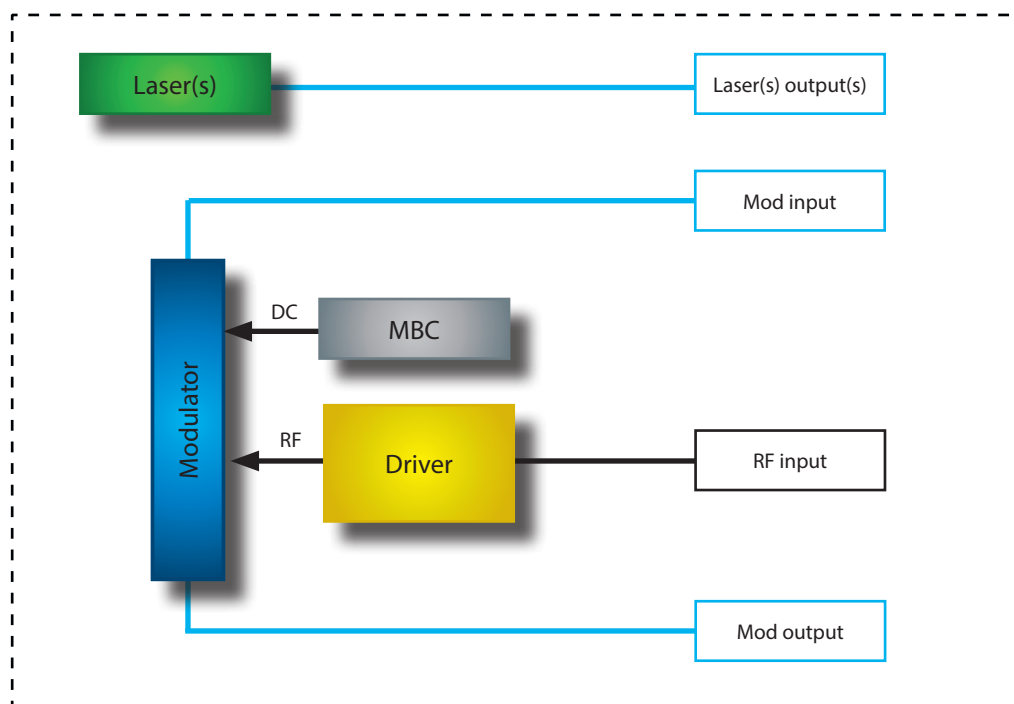 Laser(s)
Laser(s) output(s)
Mod input
DC
MBC
Modulator
RF
Driver
RF input
Mod output